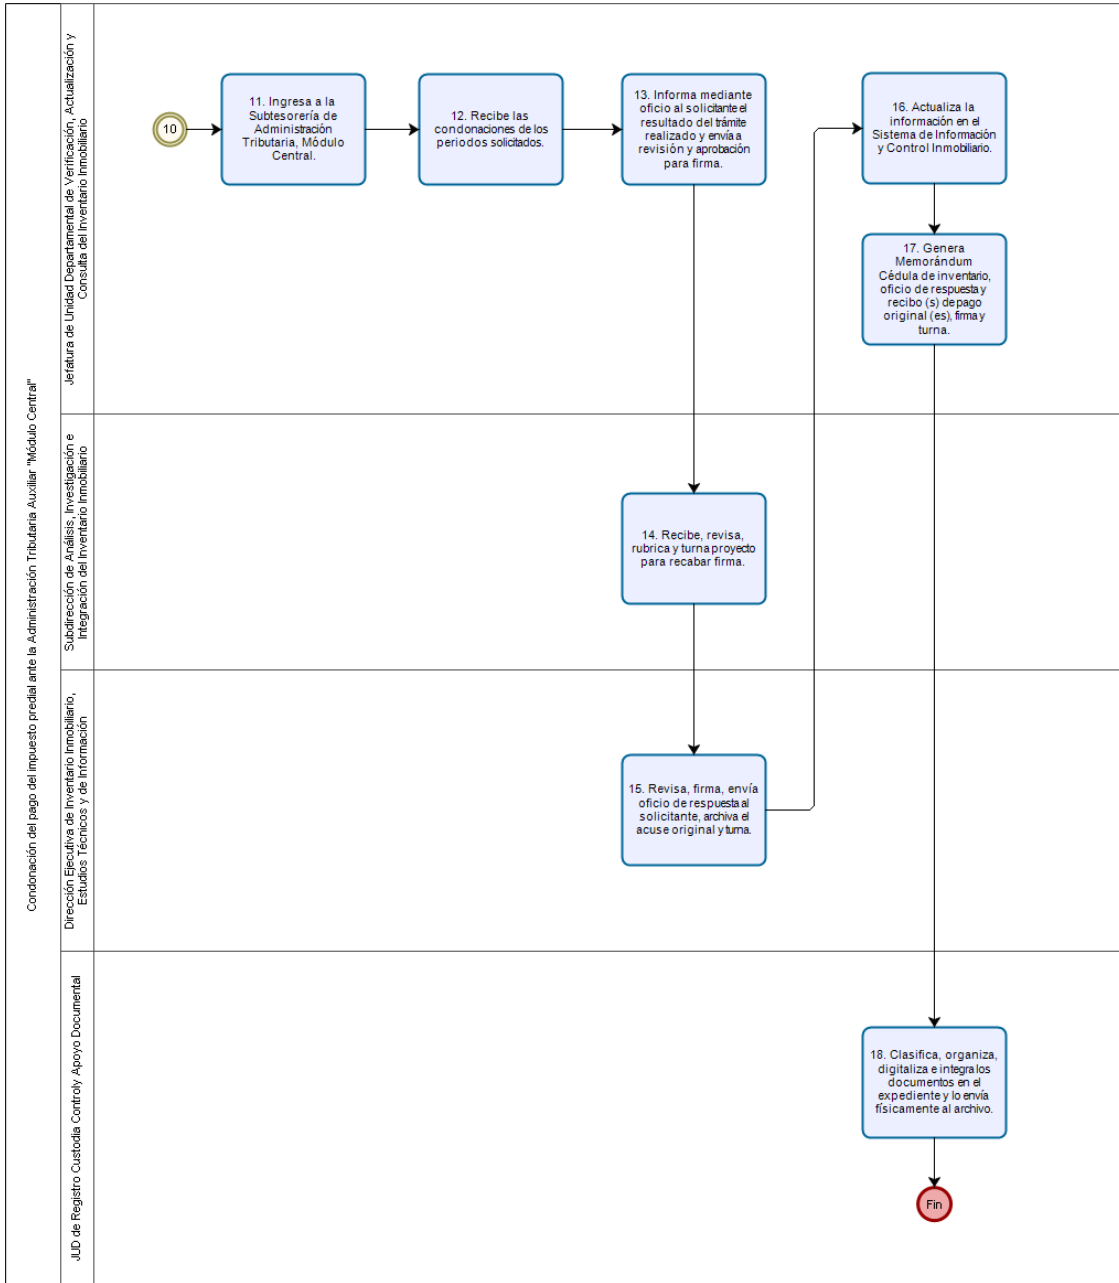 Condonación del pago del impuesto predial ante la Administración Tributaria Auxiliar "Módulo Central"
Jefatura de Unidad Departamental de Verificación, Actualización y
Consulta del Inventario Inmobiliario
10
11. Ingresa a la
Subtesorería de
Administración
Tributaria, Módulo
Central.
12. Recibe las
condonaciones de los
periodos solicitados.
13. Informa mediante
oficio al solicitante el
resultado del trámite
realizado y envía a
revisión y aprobación
para firma.
16. Actualiza la
información en el
Sistema de Información
y Control Inmobiliario.
17. Genera
Memorándum
Cédula de inventario,
oficio de respuesta y
recibo (s) de pago
original (es), firma y
turna.
Subdirección de Análisis, Investigación e
Integración del Inventario Inmobiliario
14. Recibe, revisa,
rubrica y turna proyecto
para recabar firma.
Dirección Ejecutiva de Inventario Inmobiliario,
Estudios Técnicos y de Información
15. Revisa, firma, envía
oficio de respuesta al
solicitante, archiva el
acuse original y turna.
JUD de Registro Custodia Control y Apoyo Documental
18. Clasifica, organiza,
digitaliza e integra los
documentos en el
expediente y lo envía
físicamente al archivo.
Fin